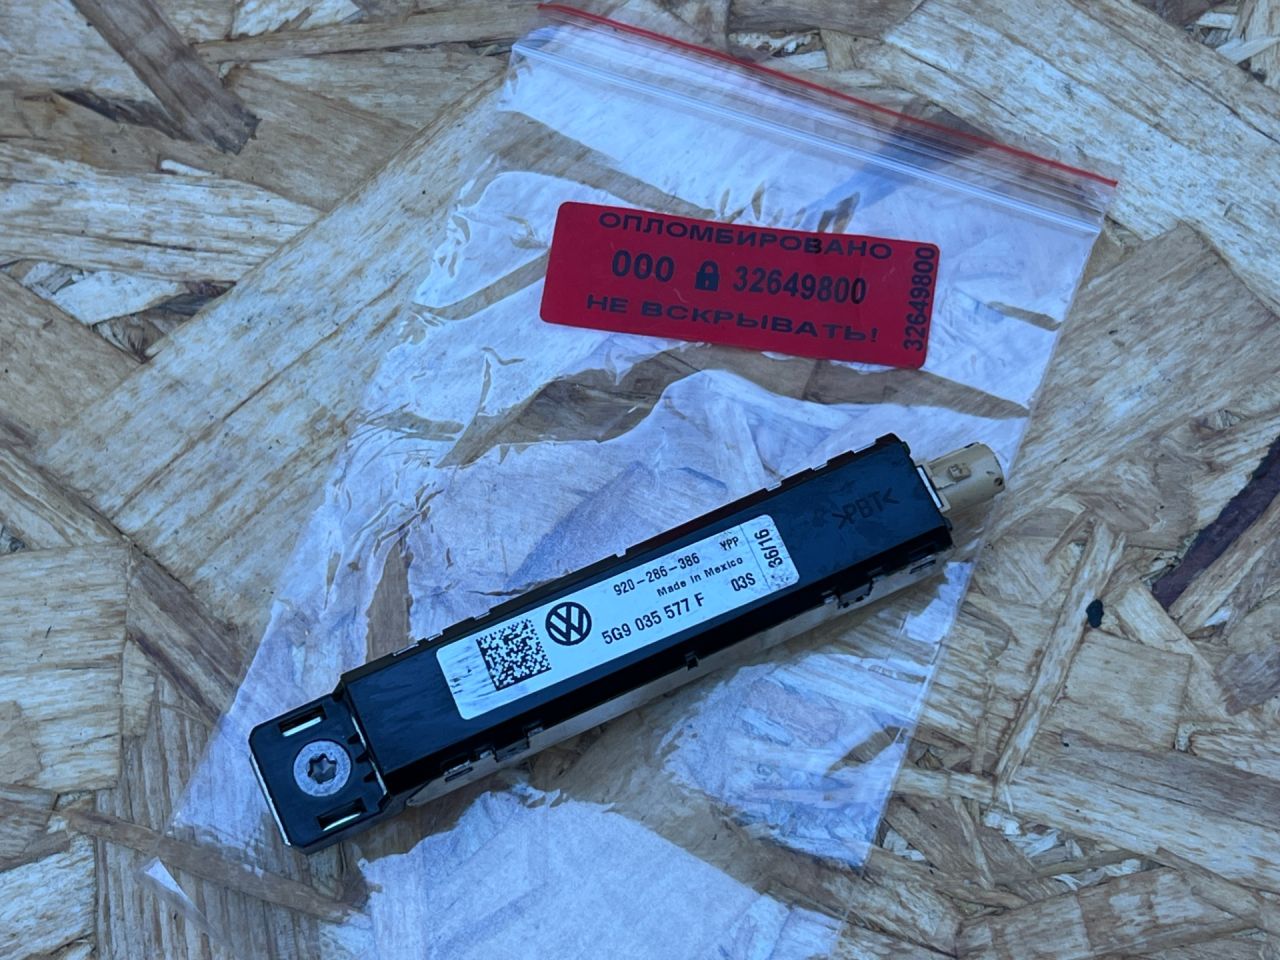 ОПЛОМБИРОВАНО
000 32649800
НЕ ВСКРЫВАТЬ!
32649800
>PBT<
920-286-386 YPP
Made in Mexico
5G9 035 577 F 03S
36/16